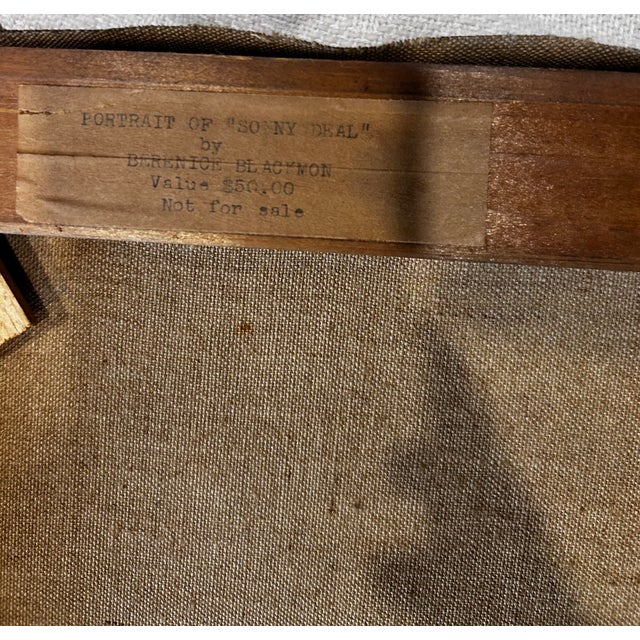 PORTRAIT OF "SONNY DEAL"
by
BERENICE BLACKMON
Value $50.00
Not for sale